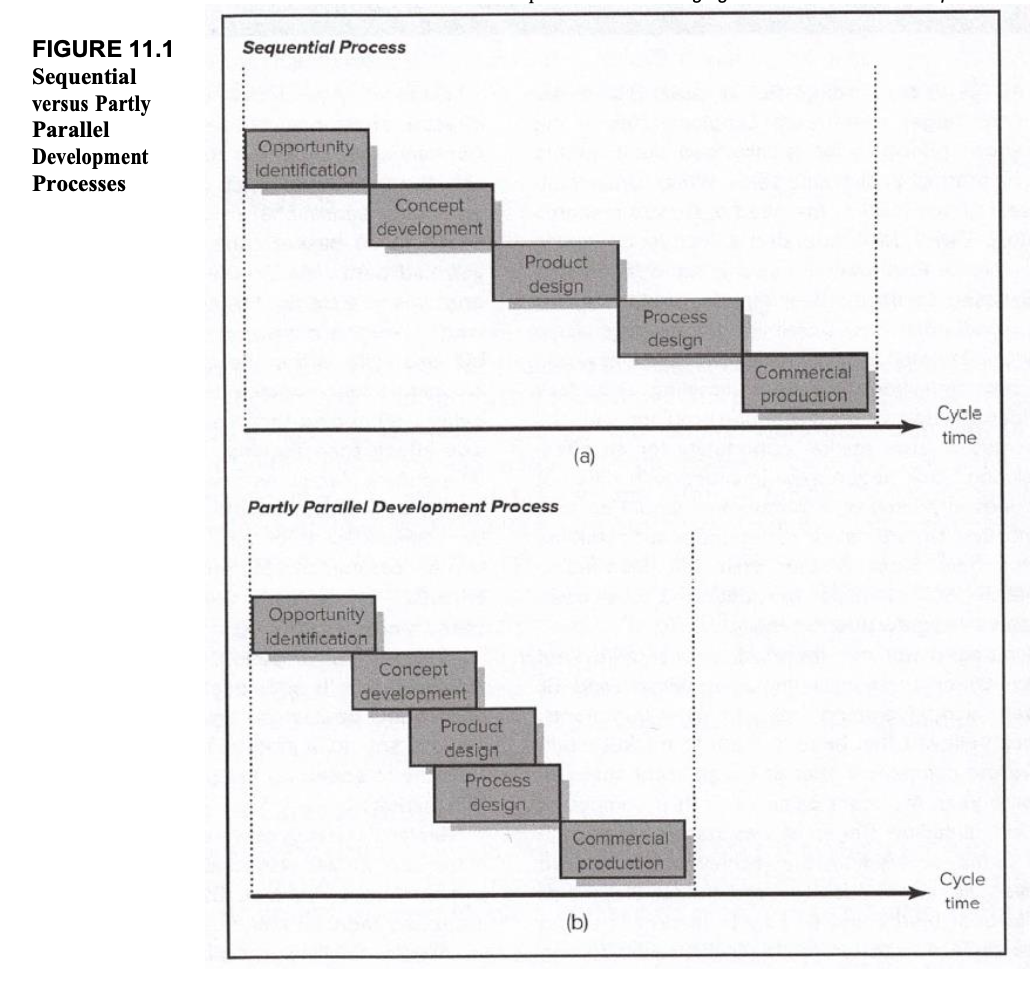 FIGURE 11.1
Sequential
versus Partly
Parallel
Development
Processes
Sequential Process
Opportunity
identification
Concept
development
Product
design
Process
design
Commercial
production
Cycle
time
(a)
Partly Parallel Development Process
Opportunity
identification
Concept
development
Product
design
Process
design
Commercial
production
Cycle
time
(b)